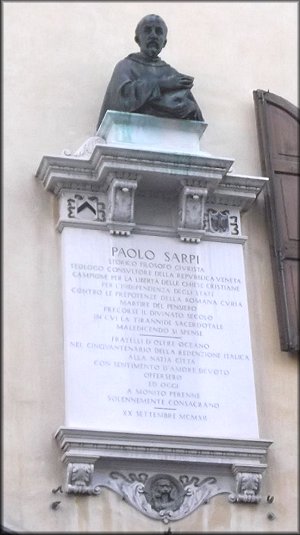 PAOLO SARPI
STORICO FILOSOFO GIURISTA
TEOLOGO CONSULTORE DELLA REPUBBLICA VENETA
CAMPIONE PER LA LIBERTÀ DELLE CHIESE CRISTIANE
PER L'INDIPENDENZA DEGLI STATI
CONTRO LE PREPOTENZE DELLA ROMANA CURIA
MARTIRE DEL PENSIERO
PRECORSE IL DIVINATO SECOLO
IN CUI LA TIRANNIDE SACERDOTALE
MALEDICENDO SI SPENSE
FRATELLI D'OLTRE OCEANO
NEL CINQUANTENARIO DELLA REDENZIONE ITALICA
ALLA NATIA CITTÀ
CON SENTIMENTO D'AMORE DEVOTO
OFFERSERO
ED OGGI
A MONITO PERENNE
SOLENNEMENTE CONSACRANO
XX SETTEMBRE MCMXII